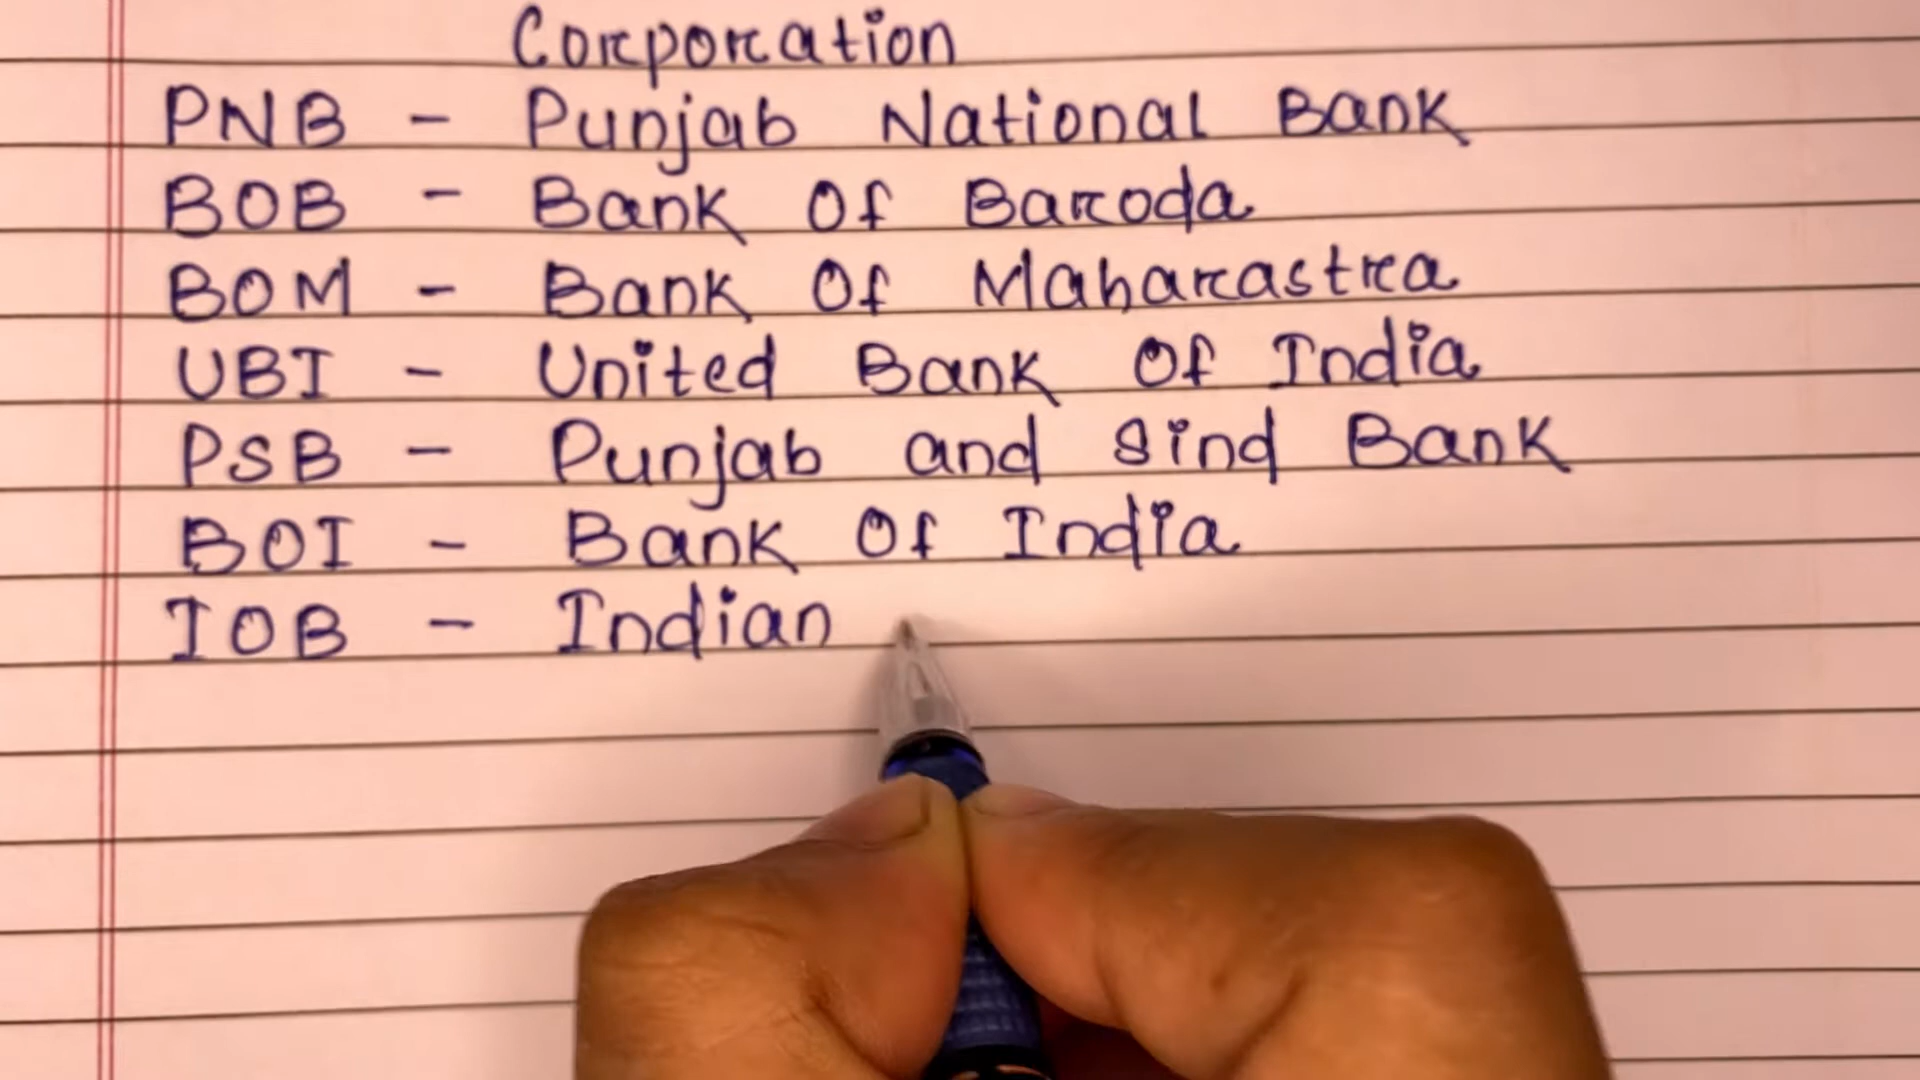 Corporation
PNB - Punjab National Bank
BOB - Bank Of Baroda
BOM - Bank Of Maharastra
UBI - United Bank Of India
PSB - Punjab and Sind Bank
BOI - Bank Of India
IOB - Indian